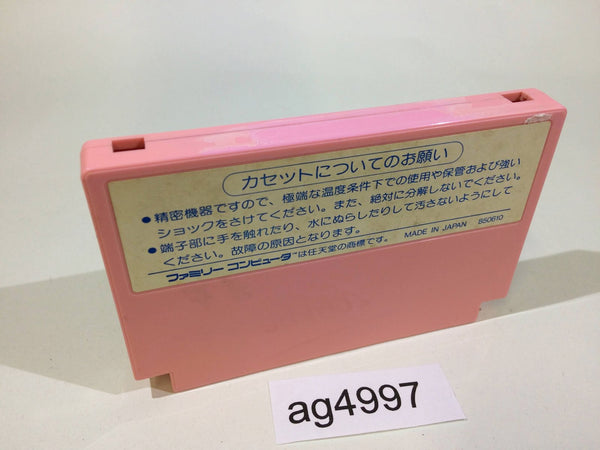 カセットについてのお願い
●精密機器ですので、極端な温度条件下での使用や保管および強い
ショックをさけてください。また、絶対に分解しないでください。
●端子部に手を触れたり、水にぬらしたりして汚さないようにして
ください。故障の原因となります。
ファミリー コンピュータ™は任天堂の商標です。 MADE IN JAPAN 850610
ag4997